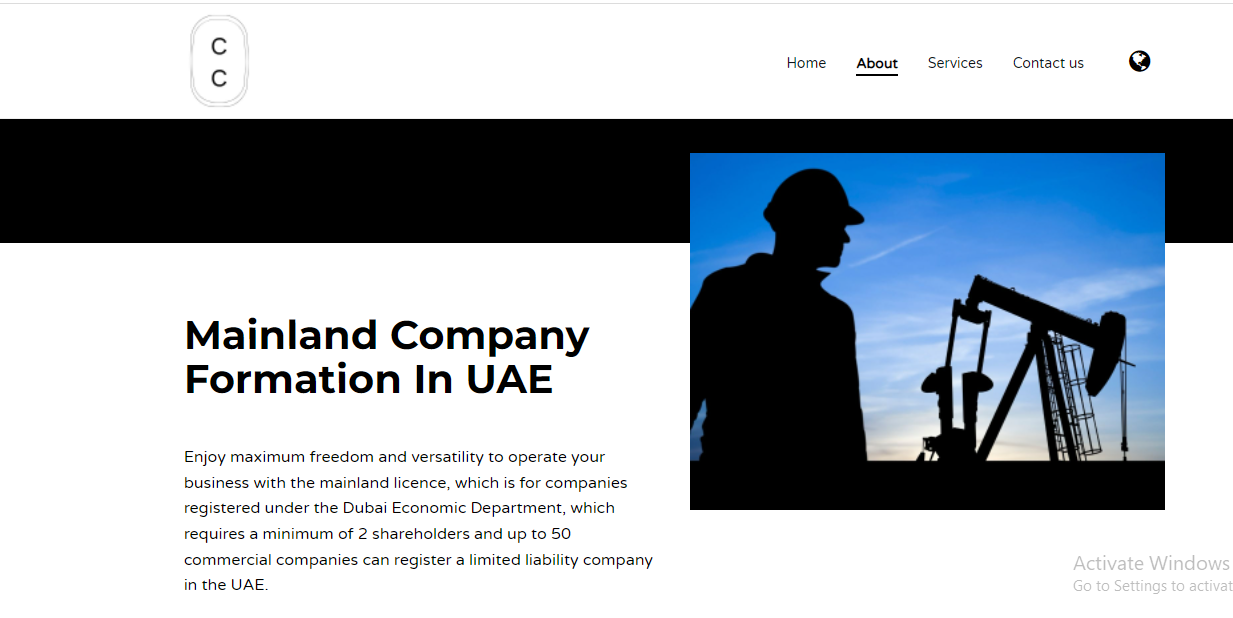 C
C
Home About Services Contact us
Mainland Company
Formation In UAE
Enjoy maximum freedom and versatility to operate your
business with the mainland licence, which is for companies
registered under the Dubai Economic Department, which
requires a minimum of 2 shareholders and up to 50
commercial companies can register a limited liability company
in the UAE.
Activate Windows
Go to Settings to activat